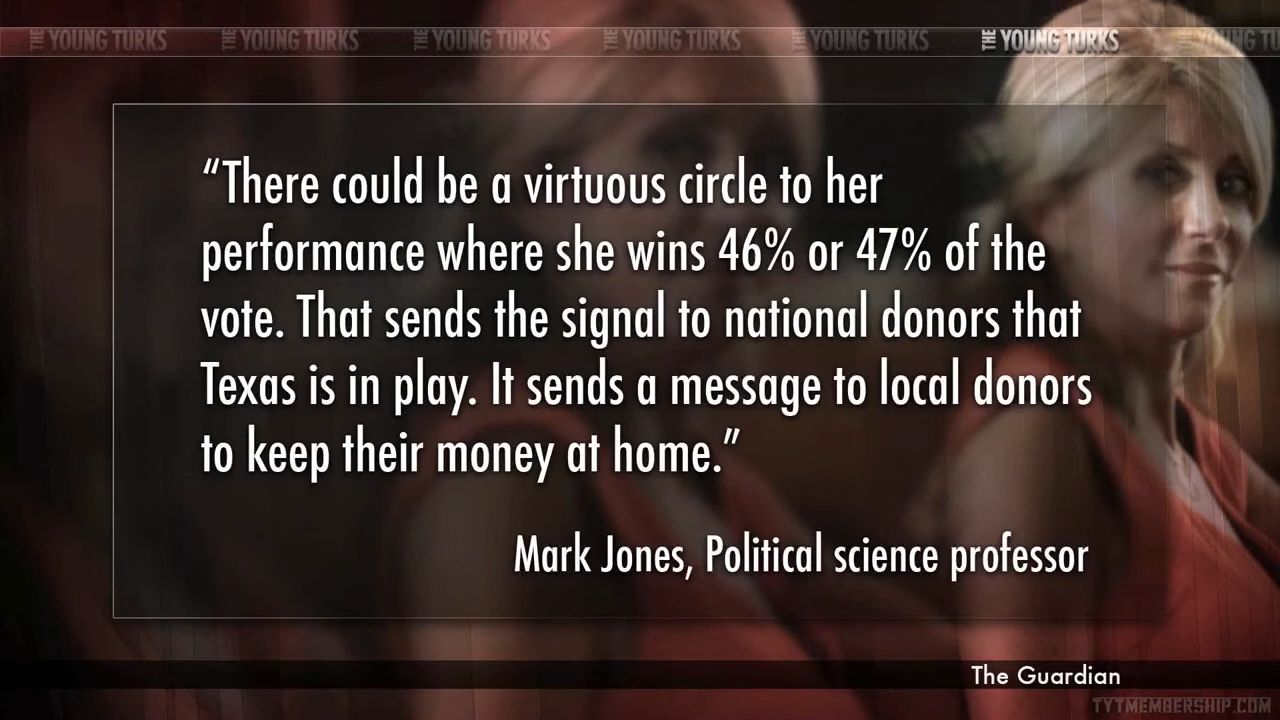 THE YOUNG TURKS THE YOUNG TURKS THE YOUNG TURKS THE YOUNG TURKS THE YOUNG TURKS THE YOUNG TURKS THE YOUNG TU
“There could be a virtuous circle to her
performance where she wins 46% or 47% of the
vote. That sends the signal to national donors that
Texas is in play. It sends a message to local donors
to keep their money at home.”
Mark Jones, Political science professor
The Guardian
TYTMEMBERSHIP.COM